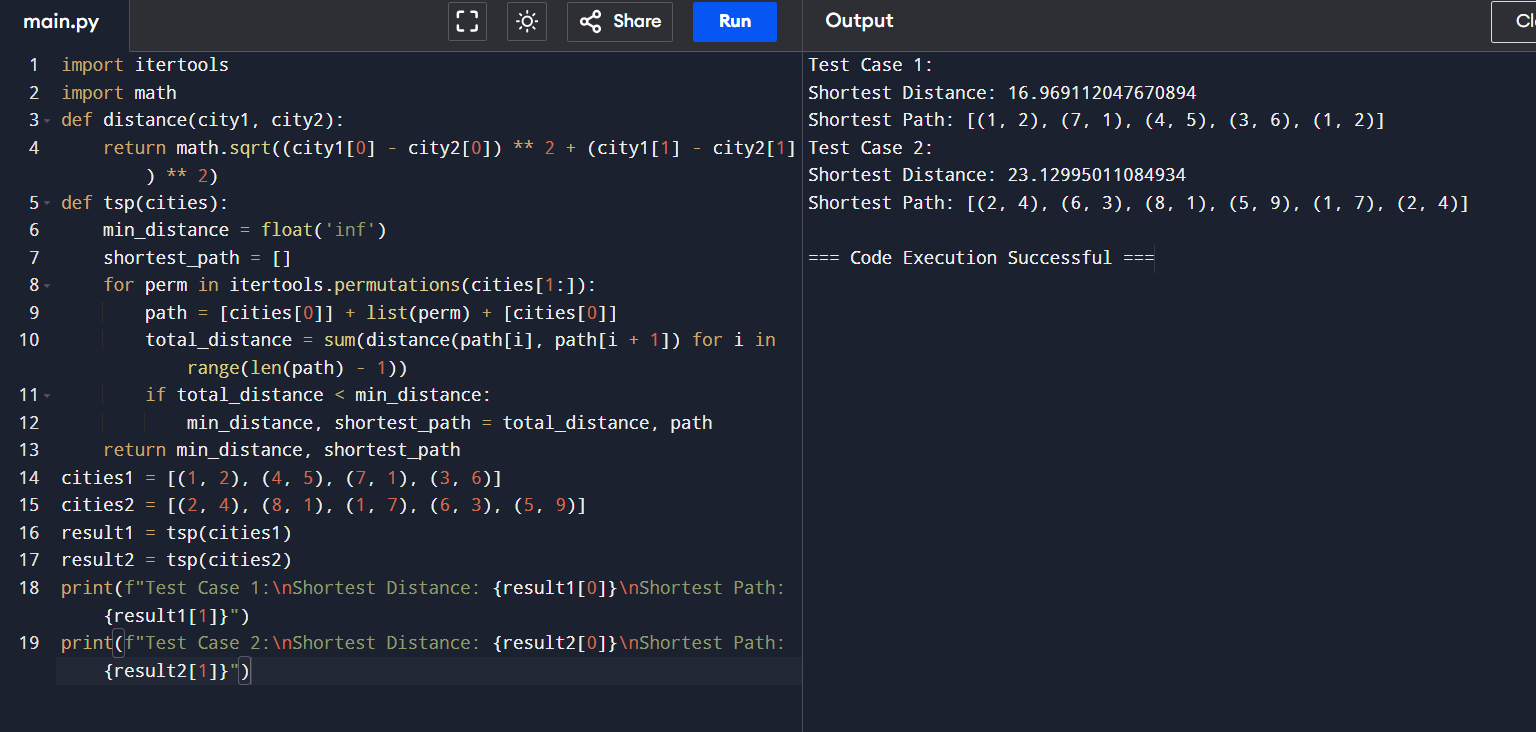 main.py
Share
Run
Output
1 import itertools
2 import math
3 def distance(city1, city2):
4     return math.sqrt((city1[0] - city2[0]) ** 2 + (city1[1] - city2[1]
        ) ** 2)
5 def tsp(cities):
6     min_distance = float('inf')
7     shortest_path = []
8     for perm in itertools.permutations(cities[1:]):
9         path = [cities[0]] + list(perm) + [cities[0]]
10         total_distance = sum(distance(path[i], path[i + 1]) for i in
            range(len(path) - 1))
11         if total_distance < min_distance:
12             min_distance, shortest_path = total_distance, path
13     return min_distance, shortest_path
14 cities1 = [(1, 2), (4, 5), (7, 1), (3, 6)]
15 cities2 = [(2, 4), (8, 1), (1, 7), (6, 3), (5, 9)]
16 result1 = tsp(cities1)
17 result2 = tsp(cities2)
18 print(f"Test Case 1:\nShortest Distance: {result1[0]}\nShortest Path:
    {result1[1]}")
19 print(f"Test Case 2:\nShortest Distance: {result2[0]}\nShortest Path:
    {result2[1]}")
Test Case 1:
Shortest Distance: 16.969112047670894
Shortest Path: [(1, 2), (7, 1), (4, 5), (3, 6), (1, 2)]
Test Case 2:
Shortest Distance: 23.12995011084934
Shortest Path: [(2, 4), (6, 3), (8, 1), (5, 9), (1, 7), (2, 4)]
=== Code Execution Successful ===